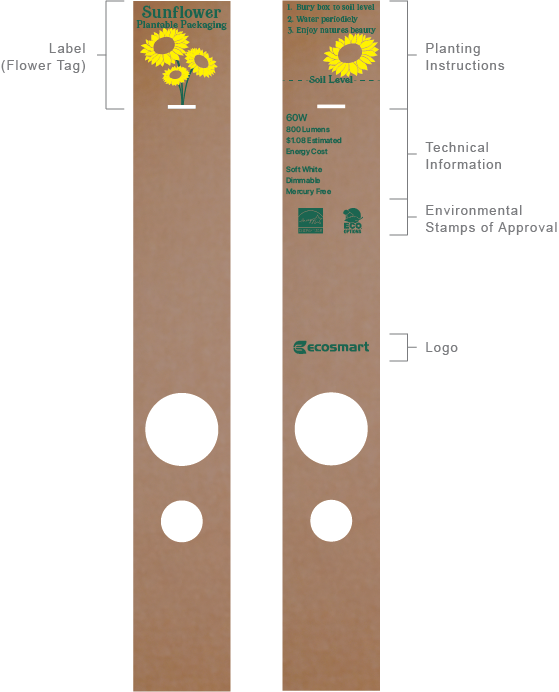 Sunflower
Plantable Packaging
Label
(Flower Tag)
1. Bury box to soil level
2. Water periodicly
3. Enjoy natures beauty
Soil Level
Planting
Instructions
60W
800 Lumens
$1.08 Estimated
Energy Cost
Soft White
Dimmable
Mercury Free
Technical
Information
ECO
OPTIONS
Environmental
Stamps of Approval
ecosmart
Logo